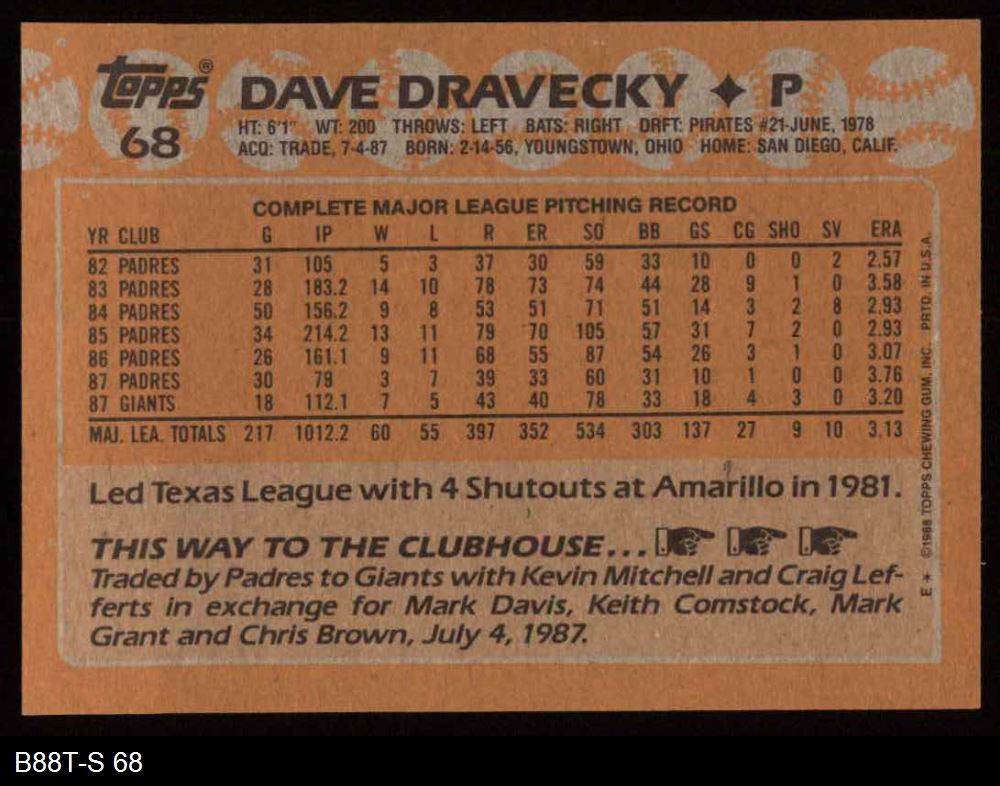 Topps® DAVE DRAVECKY ✦ P
68
HT: 6'1" WT: 200 THROWS: LEFT BATS: RIGHT DRFT: PIRATES #21-JUNE, 1978
ACQ: TRADE, 7-4-87 BORN: 2-14-56, YOUNGSTOWN, OHIO HOME: SAN DIEGO, CALIF.
COMPLETE MAJOR LEAGUE PITCHING RECORD
YR CLUB G IP W L R ER SO BB GS CG SHO SV ERA
82 PADRES 31 105 5 3 37 30 59 33 10 0 0 2 2.57
83 PADRES 28 183.2 14 10 78 73 74 44 28 9 1 0 3.58
84 PADRES 50 156.2 9 8 53 51 71 51 14 3 2 8 2.93
85 PADRES 34 214.2 13 11 79 70 105 57 31 7 2 0 2.93
86 PADRES 26 161.1 9 11 68 55 87 54 26 3 1 0 3.07
87 PADRES 30 79 3 7 39 33 60 31 10 1 0 0 3.76
87 GIANTS 18 112.1 7 5 43 40 78 33 18 4 3 0 3.20
MAJ. LEA. TOTALS 217 1012.2 60 55 397 352 534 303 137 27 9 10 3.13
Led Texas League with 4 Shutouts at Amarillo in 1981.
THIS WAY TO THE CLUBHOUSE...
Traded by Padres to Giants with Kevin Mitchell and Craig Lef-
ferts in exchange for Mark Davis, Keith Comstock, Mark
Grant and Chris Brown, July 4, 1987.
E* ©1988 TOPPS CHEWING GUM, INC. PRTD. IN U.S.A.
B88T-S 68